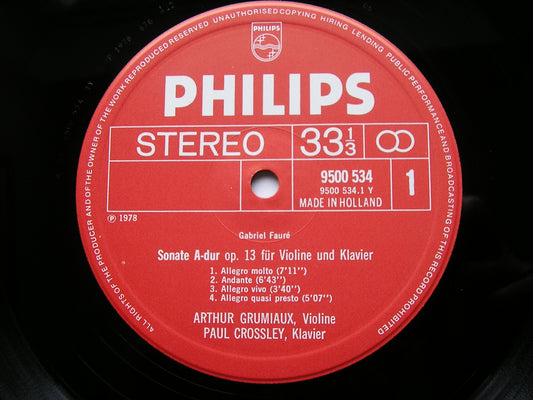 ALL RIGHTS OF THE PRODUCER AND OF THE OWNER OF THE WORK REPRODUCED RESERVED UNAUTHORISED COPYING HIRING LENDING PUBLIC PERFORMANCE AND BROADCASTING OF THIS RECORD PROHIBITED
PHILIPS
PHILIPS
STEREO 33 1/3
9500 534
9500 534.1 Y
MADE IN HOLLAND
1
℗ 1978
Gabriel Fauré
Sonate A-dur op. 13 für Violine und Klavier
1. Allegro molto (7'11'')
2. Andante (6'43'')
3. Allegro vivo (3'40'')
4. Allegro quasi presto (5'07'')
ARTHUR GRUMIAUX, Violine
PAUL CROSSLEY, Klavier